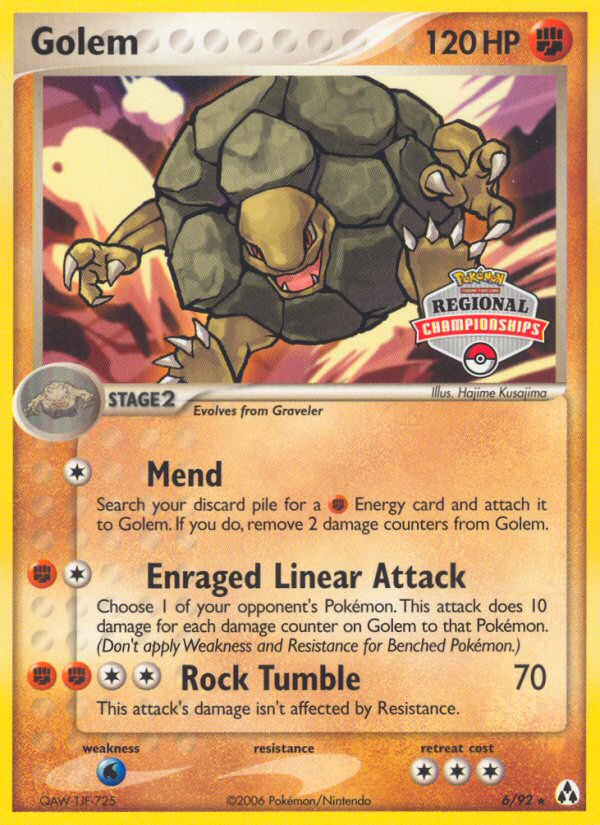 Golem
120 HP
Pokémon
TRADING CARD GAME
REGIONAL
CHAMPIONSHIPS
Illus. Hajime Kusajima
STAGE2
Evolves from Graveler
Mend
Search your discard pile for a Energy card and attach it
to Golem. If you do, remove 2 damage counters from Golem.
Enraged Linear Attack
Choose 1 of your opponent's Pokémon. This attack does 10
damage for each damage counter on Golem to that Pokémon.
(Don't apply Weakness and Resistance for Benched Pokémon.)
Rock Tumble 70
This attack's damage isn't affected by Resistance.
weakness resistance retreat cost
QAW-TJF-725 ©2006 Pokémon/Nintendo 6/92 ★